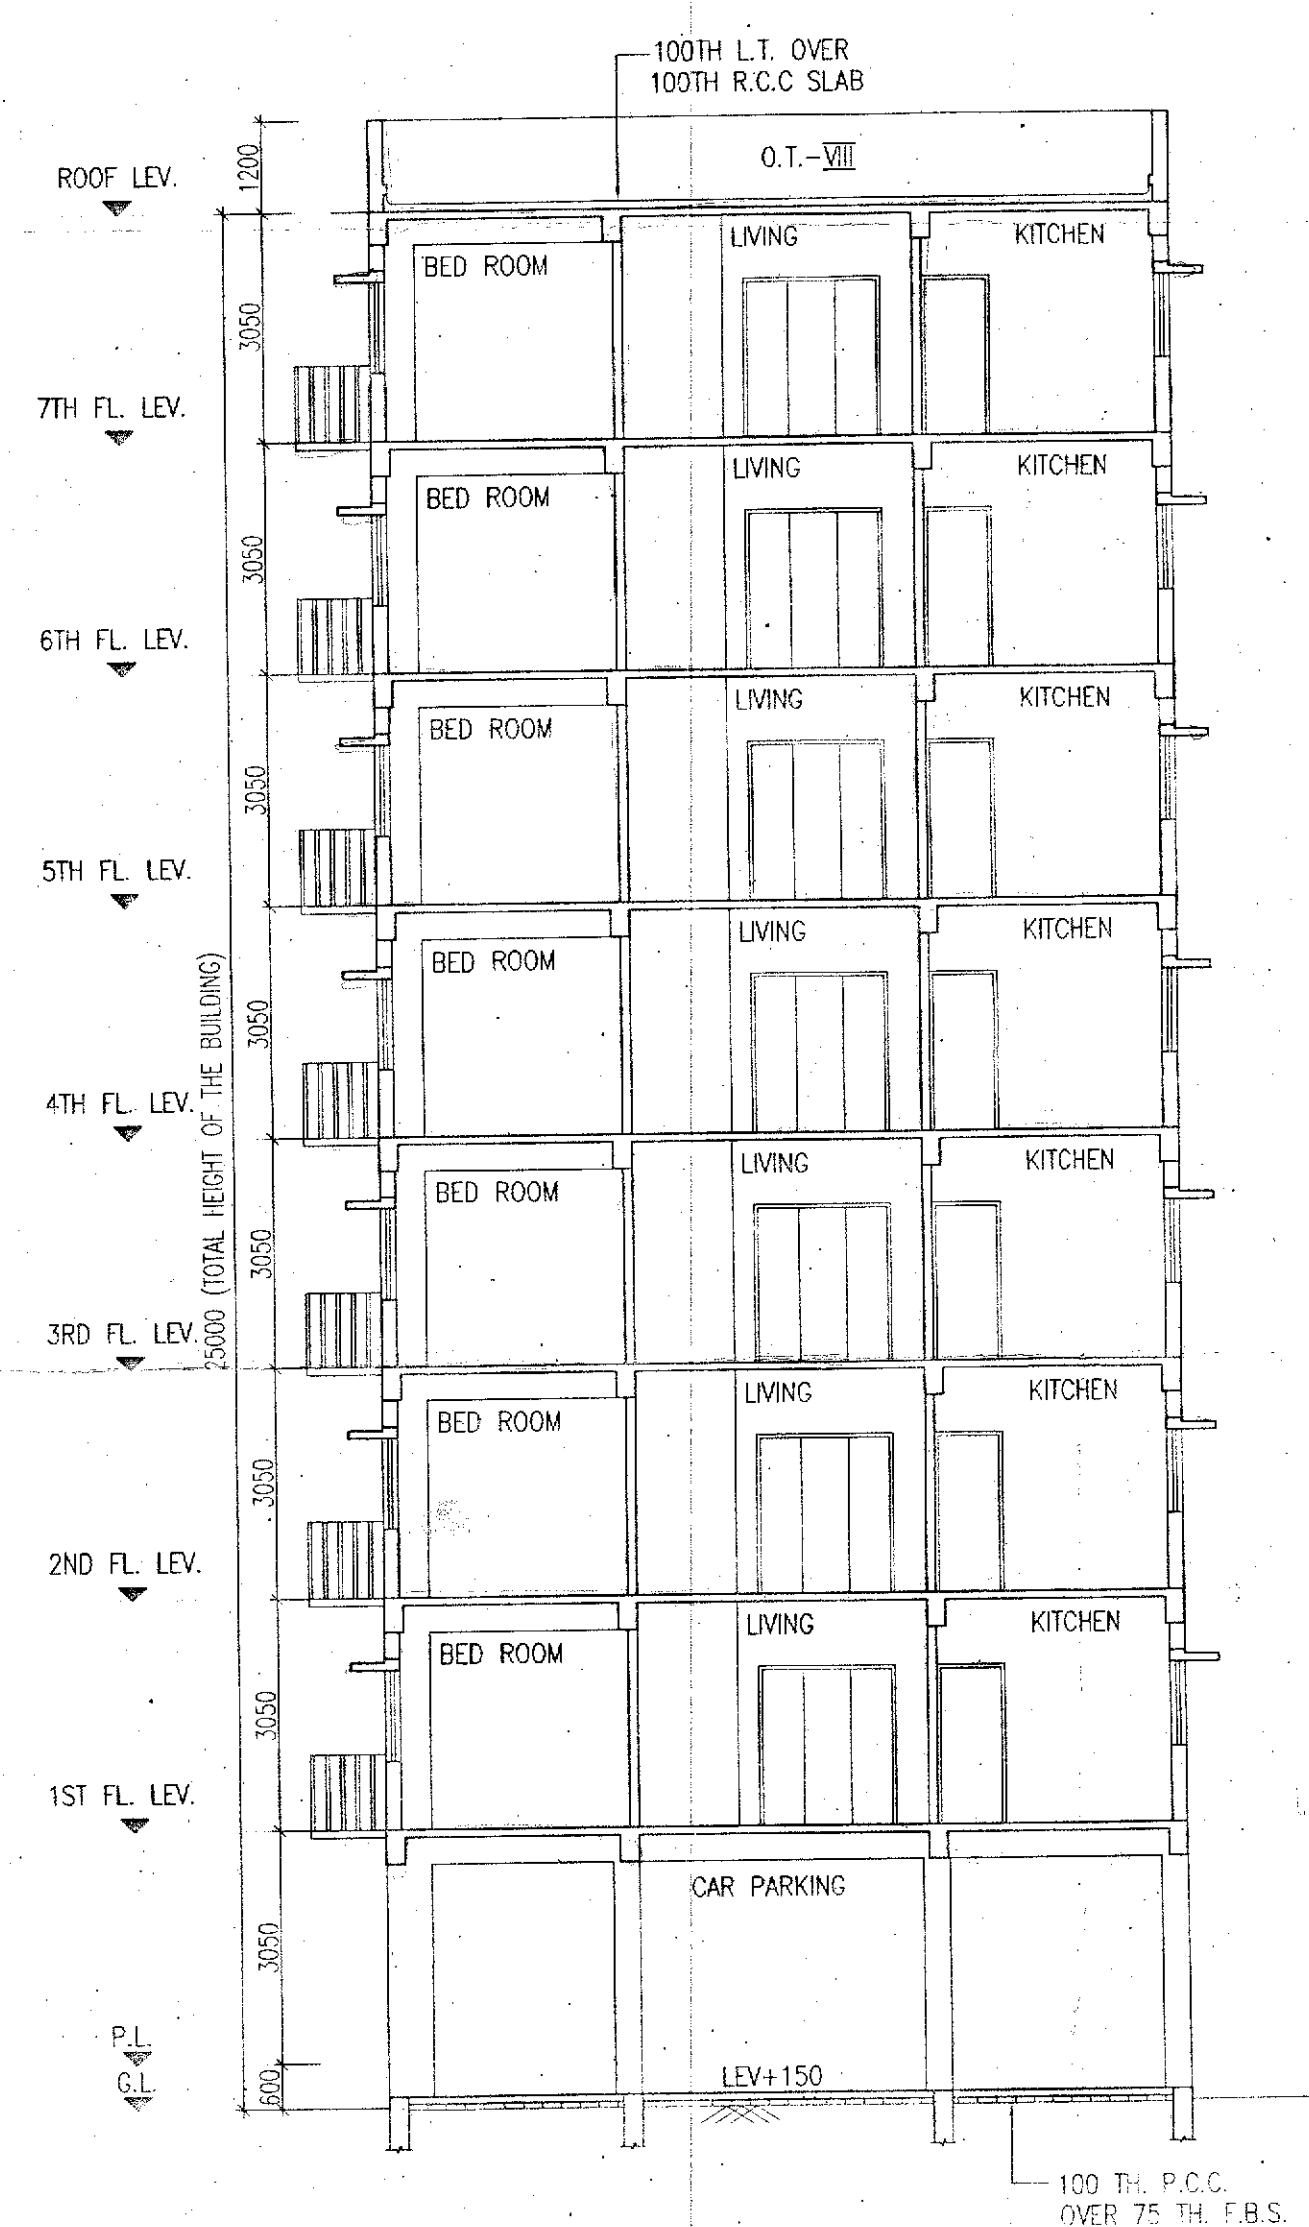 100TH L.T. OVER
100TH R.C.C SLAB
1200
O.T.-VIII
ROOF LEV.
LIVING
KITCHEN
BED ROOM
3050
7TH FL. LEV.
LIVING
KITCHEN
BED ROOM
3050
6TH FL. LEV.
LIVING
KITCHEN
BED ROOM
3050
5TH FL. LEV.
LIVING
KITCHEN
BED ROOM
3050
25000 (TOTAL HEIGHT OF THE BUILDING)
4TH FL. LEV.
LIVING
KITCHEN
BED ROOM
3050
3RD FL. LEV.
LIVING
KITCHEN
BED ROOM
3050
2ND FL. LEV.
LIVING
KITCHEN
BED ROOM
3050
1ST FL. LEV.
CAR PARKING
3050
P.L.
G.L.
600
LEV+150
100 TH. P.C.C.
OVER 75 TH. F.B.S.